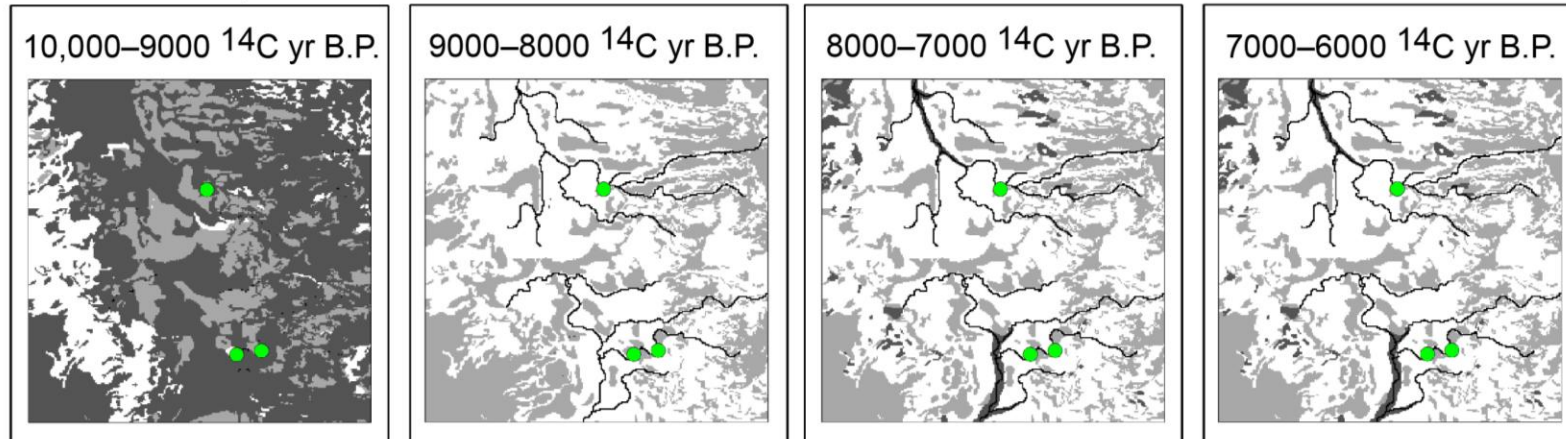 10,000–9000 ¹⁴C yr B.P.
9000–8000 ¹⁴C yr B.P.
8000–7000 ¹⁴C yr B.P.
7000–6000 ¹⁴C yr B.P.